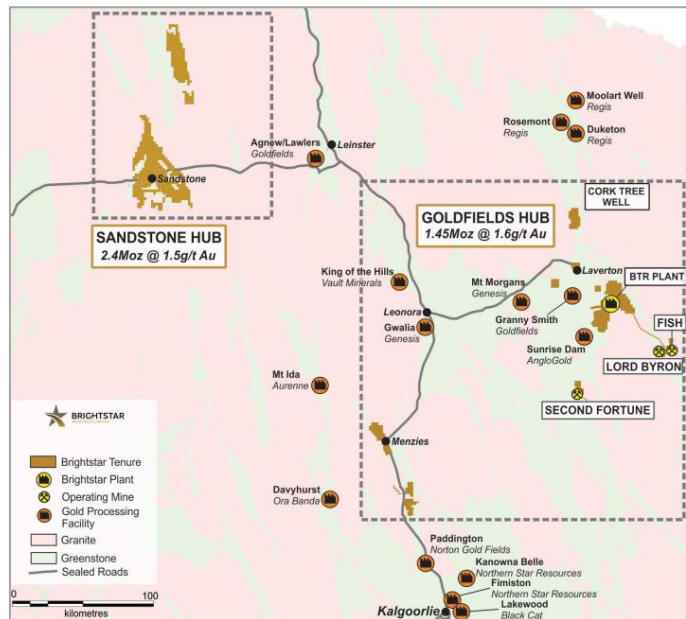 Moolart Well
Regis
Rosemont
Regis
Duketon
Regis
Agnew/Lawlers
Goldfields
Leinster
Sandstone
CORK TREE
WELL
SANDSTONE HUB
2.4Moz @ 1.5g/t Au
GOLDFIELDS HUB
1.45Moz @ 1.6g/t Au
Laverton
BTR PLANT
King of the Hills
Vault Minerals
Mt Morgans
Genesis
Granny Smith
Goldfields
Leonora
Gwalia
Genesis
FISH
Sunrise Dam
AngloGold
LORD BYRON
Mt Ida
Aurenne
SECOND FORTUNE
BRIGHTSTAR
Menzies
Brightstar Tenure
Brightstar Plant
Operating Mine
Gold Processing
Facility
Granite
Greenstone
Sealed Roads
Davyhurst
Ora Banda
Paddington
Norton Gold Fields
Kanowna Belle
Northern Star Resources
Fimiston
Northern Star Resources
Kalgoorlie
Lakewood
Black Cat
0 100
kilometres